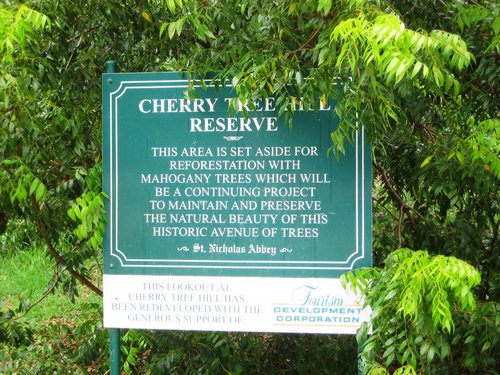 CHERRY TREE HILL
RESERVE
THIS AREA IS SET ASIDE FOR
REFORESTATION WITH
MAHOGANY TREES WHICH WILL
BE A CONTINUING PROJECT
TO MAINTAIN AND PRESERVE
THE NATURAL BEAUTY OF THIS
HISTORIC AVENUE OF TREES
St. Nicholas Abbey
THIS LOOKOUT AT
CHERRY TREE HILL HAS
BEEN REDEVELOPED WITH THE
GENEROUS SUPPORT OF:
Tourism
DEVELOPMENT
CORPORATION